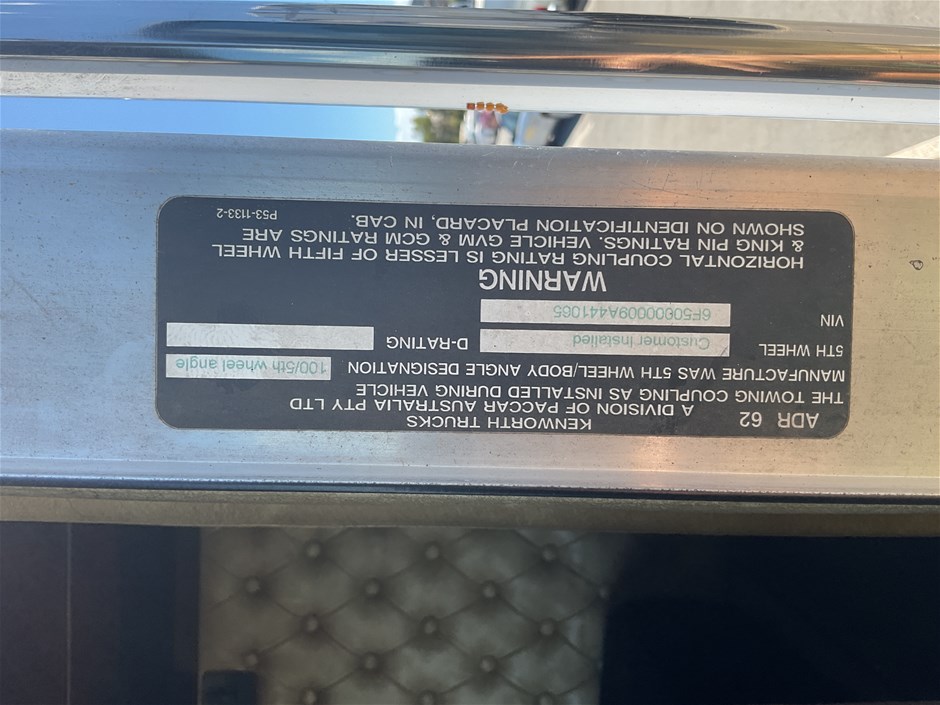 ADR 62
KENWORTH TRUCKS
A DIVISION OF PACCAR AUSTRALIA PTY LTD
THE TOWING COUPLING AS INSTALLED DURING VEHICLE
MANUFACTURE WAS 5TH WHEEL/BODY ANGLE DESIGNATION 100/5th wheel angle
5TH WHEEL Customer Installed D-RATING
VIN 6F50000009A441085
WARNING
HORIZONTAL COUPLING RATING IS LESSER OF FIFTH WHEEL
& KING PIN RATINGS. VEHICLE GVM & GCM RATINGS ARE
SHOWN ON IDENTIFICATION PLACARD, IN CAB.
P53-1133-2